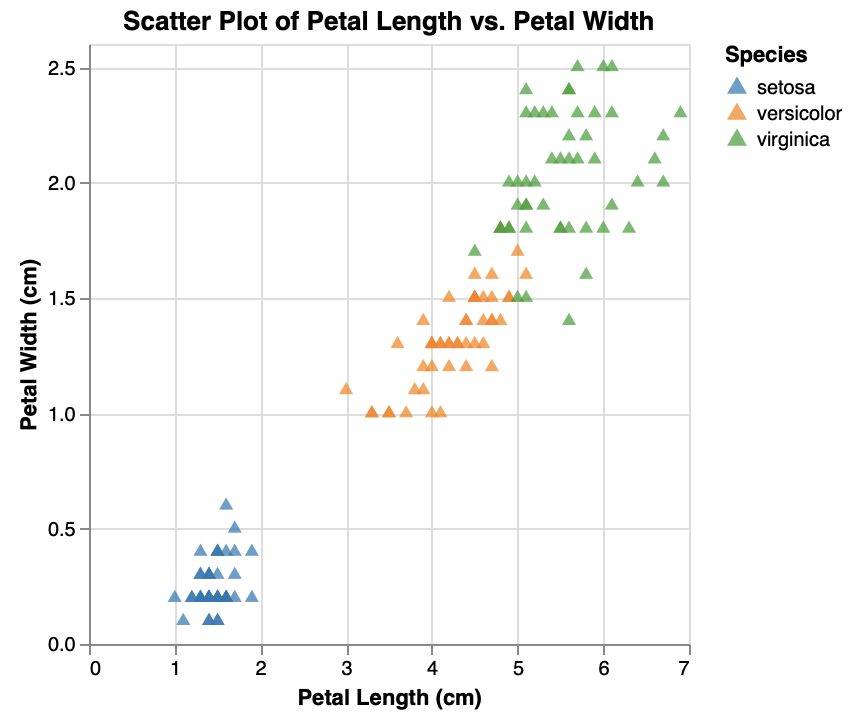 Scatter Plot of Petal Length vs. Petal Width
Species
setosa
versicolor
virginica
Petal Width (cm)
2.5
2.0
1.5
1.0
0.5
0.0
0 1 2 3 4 5 6 7
Petal Length (cm)